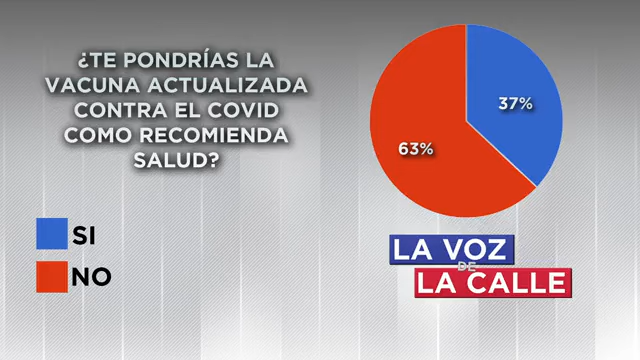 ¿TE PONDRÍAS LA
VACUNA ACTUALIZADA
CONTRA EL COVID
COMO RECOMIENDA
SALUD?
SI
NO
37%
63%
LA VOZ
DE
LA CALLE